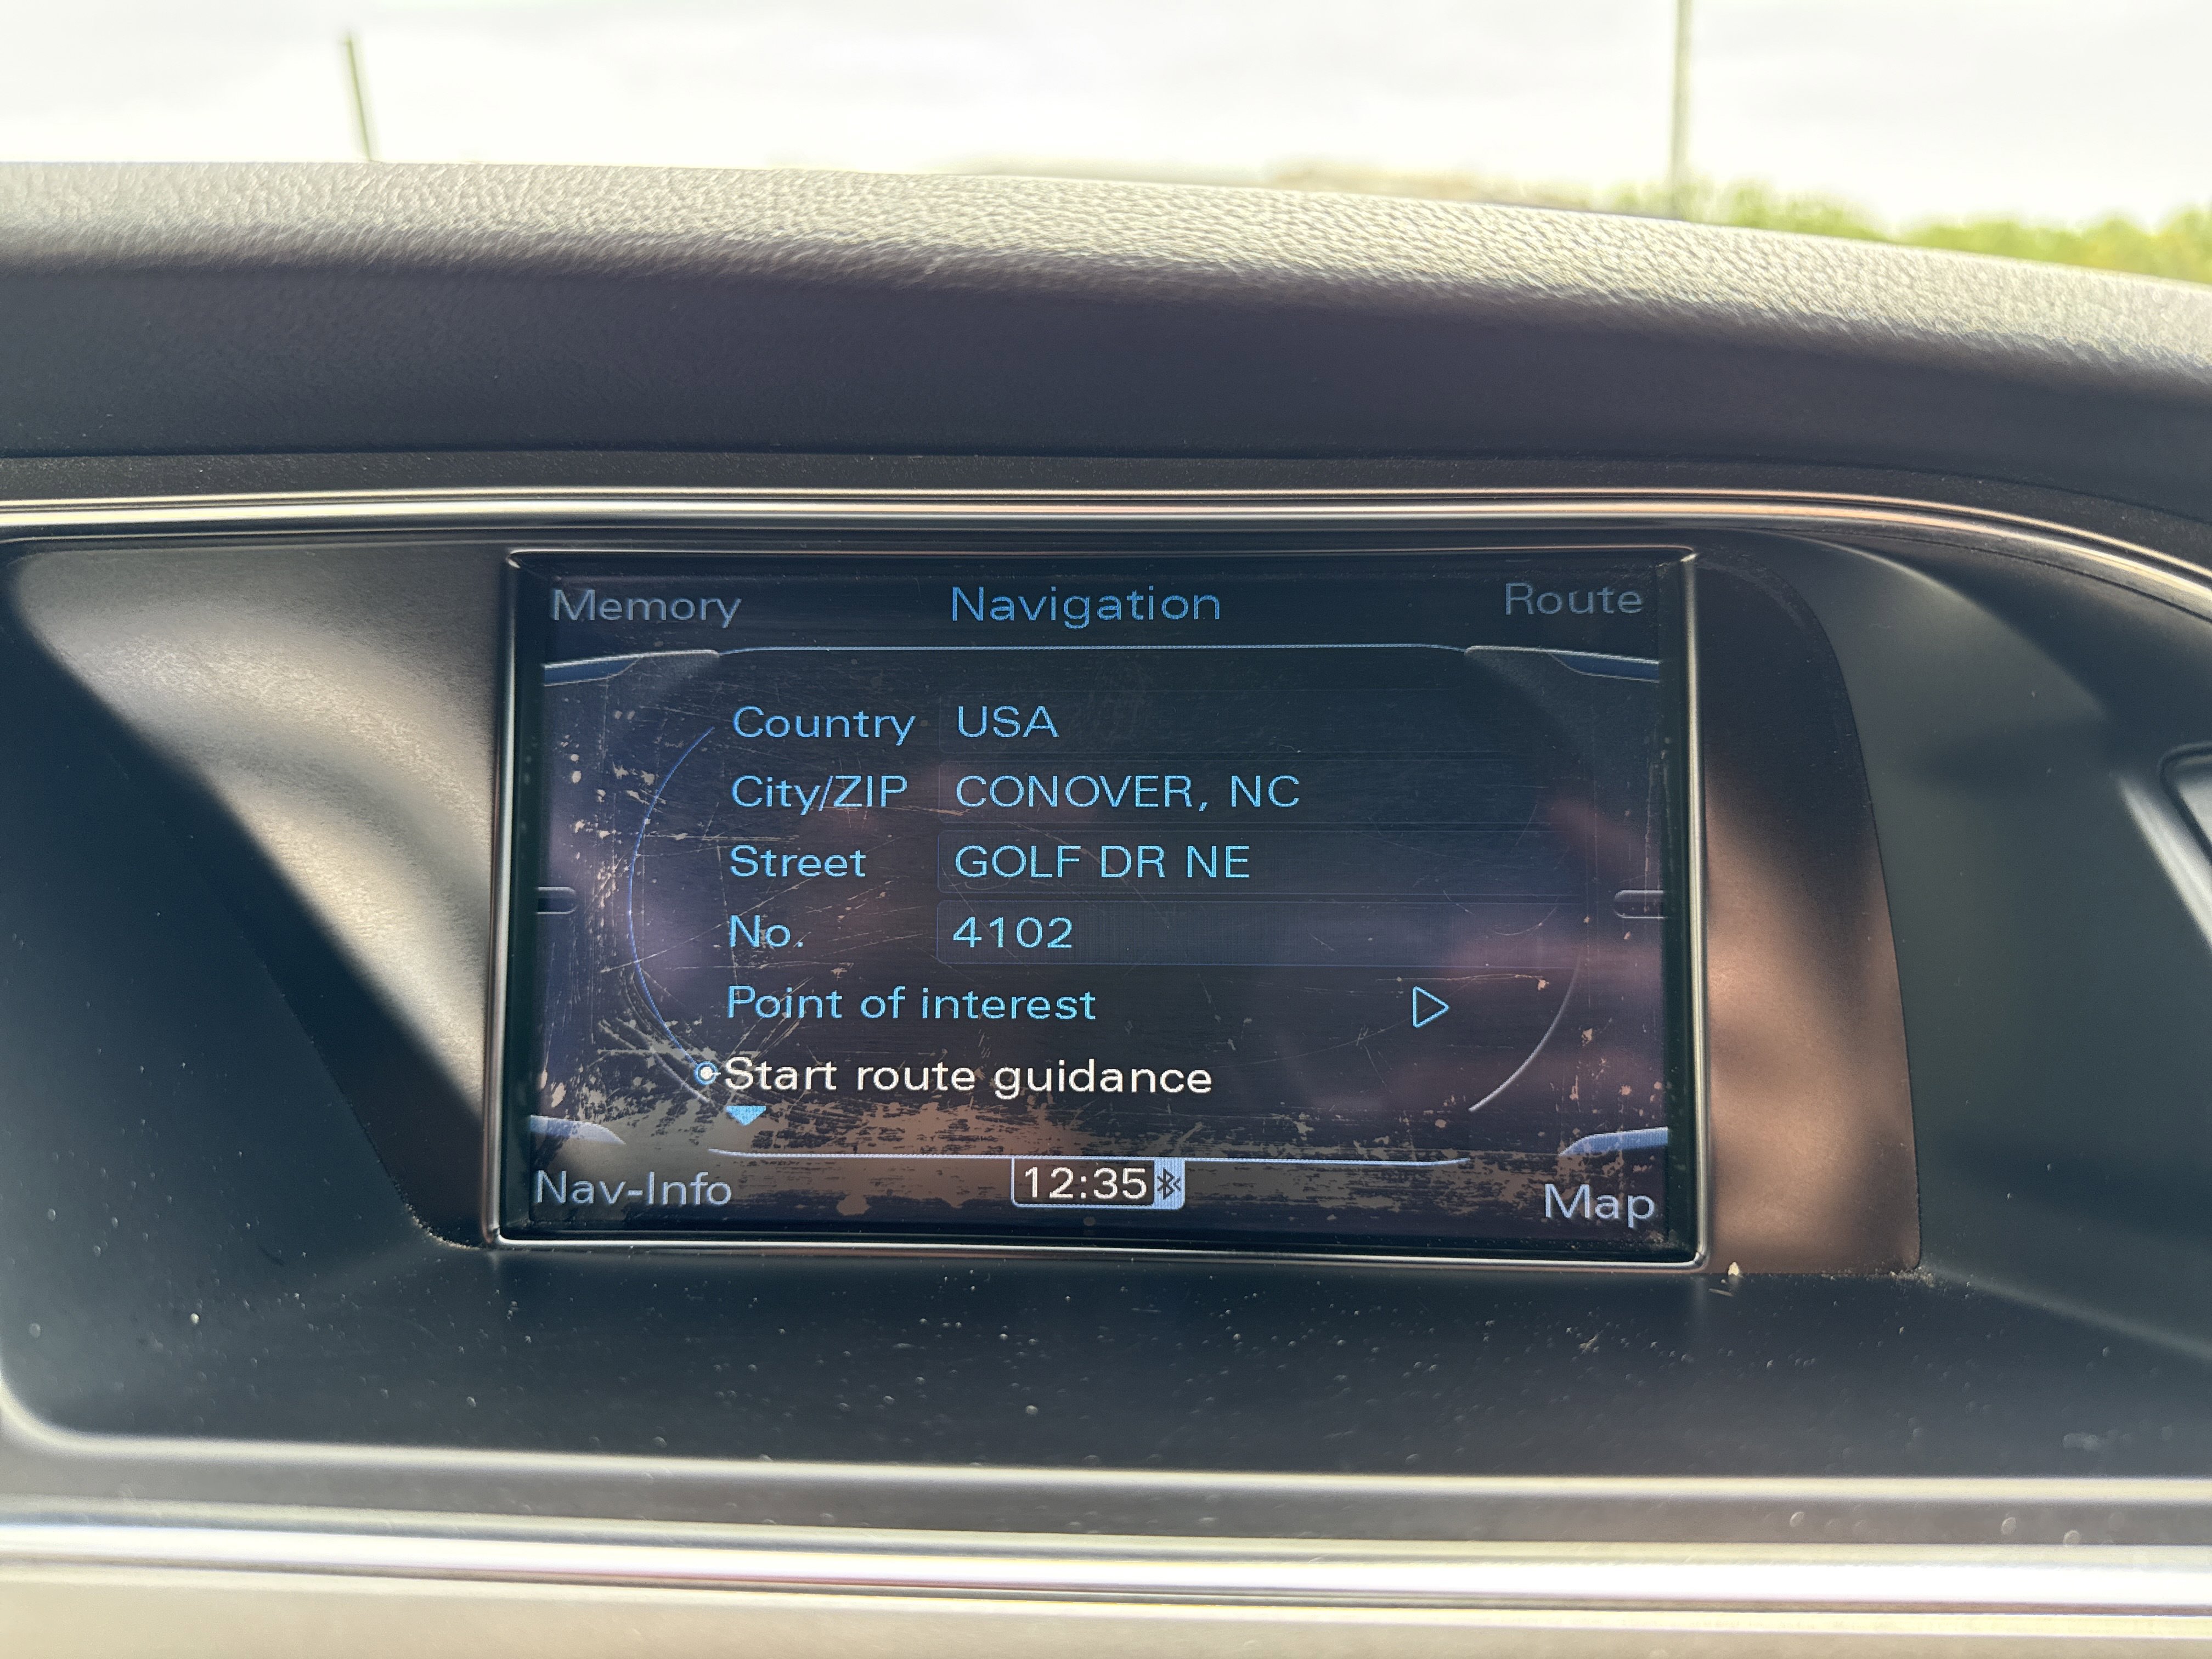 Memory Navigation Route
Country USA
City/ZIP CONOVER, NC
Street GOLF DR NE
No. 4102
Point of interest
Start route guidance
Nav-Info 12:35 Map